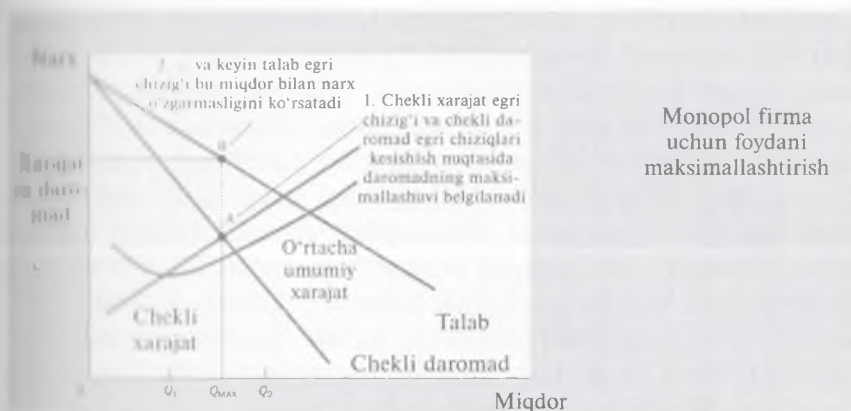 Narx
va keyin talab egri
chizig'i bu miqdor bilan narx
o'zgarmasligini ko'rsatadi
1. Chekli xarajat egri
chizig'i va chekli da-
romad egri chiziqlari
kesishish nuqtasida
daromadning maksi-
mallashuvi belgilanadi
Monopol firma
uchun foydani
maksimallashtirish
Xarajat
va daro-
mad
B
A
O'rtacha
umumiy
xarajat
Chekli
xarajat
Talab
Chekli daromad
0
Q₁
QMAX
Q₂
Miqdor